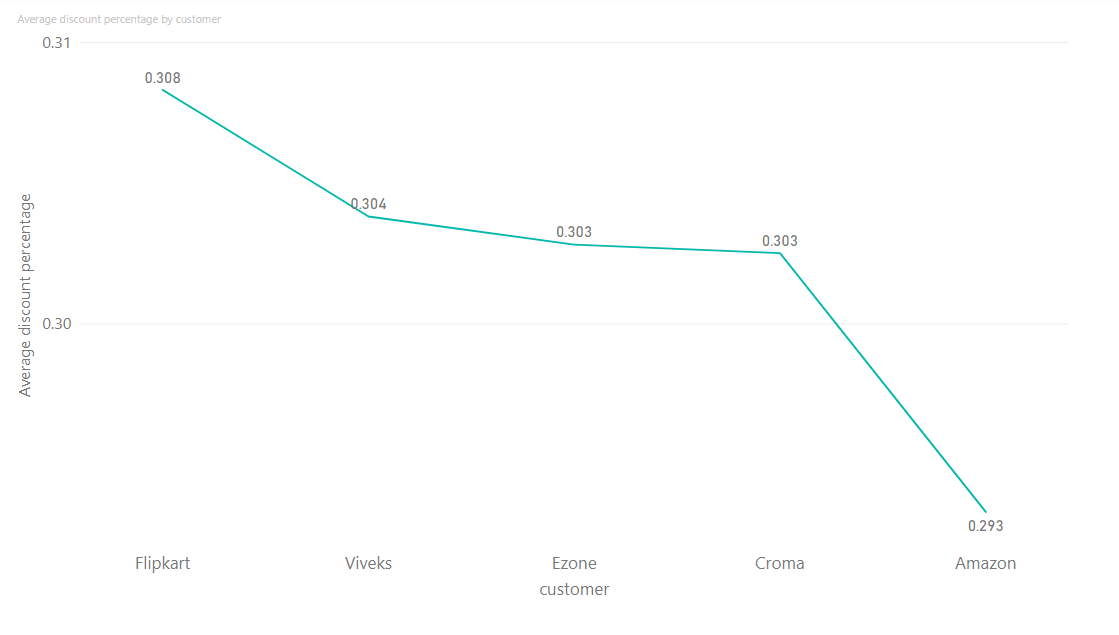 Average discount percentage by customer
0.31
0.308
0.304
0.303
0.303
0.30
0.293
Average discount percentage
Flipkart Viveks Ezone Croma Amazon
customer